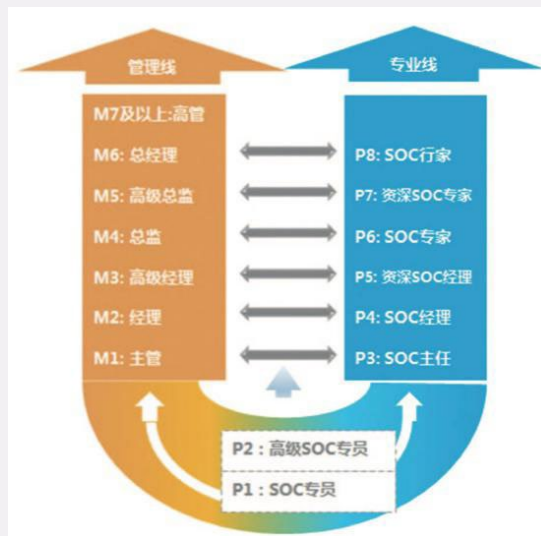 管理线
专业线
M7及以上:高管
M6: 总经理
P8: SOC行家
M5: 高级总监
P7: 资深SOC专家
M4: 总监
P6: SOC专家
M3: 高级经理
P5: 资深SOC经理
M2: 经理
P4: SOC经理
M1: 主管
P3: SOC主任
P2：高级SOC专员
P1：SOC专员